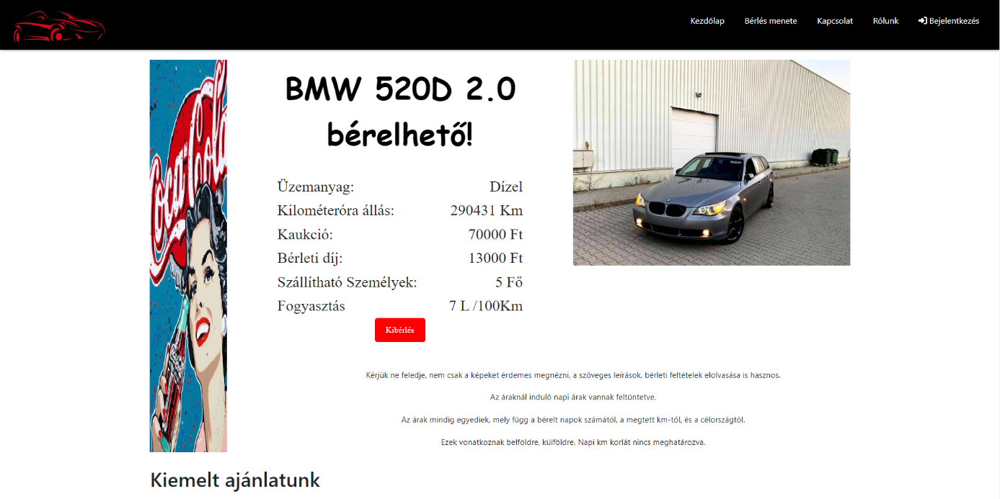 Kezdőlap Bérlés menete Kapcsolat Rólunk Bejelentkezés
Coca-Cola
BMW 520D 2.0
bérelhető!
Üzemanyag: Dízel
Kilométeróra állás: 290431 Km
Kaukció: 70000 Ft
Bérleti díj: 13000 Ft
Szállítható Személyek: 5 Fő
Fogyasztás 7 L /100Km
Kibérlés
Kérjük ne feledje, nem csak a képeket érdemes megnézni, a szöveges leírások, bérleti feltételek elolvasása is hasznos.
Az áraknál induló napi árak vannak feltüntetve.
Az árak mindig egyediek, mely függ a bérelt napok számától, a megtett km-től, és a célországtól.
Ezek vonatkoznak belföldre, külföldre. Napi km korlát nincs meghatározva.
Kiemelt ajánlatunk